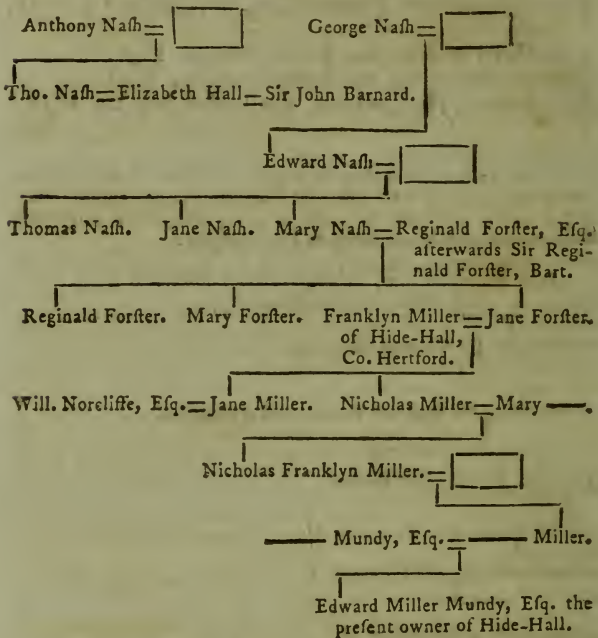 Anthony Naſh= George Naſh=
Tho. Naſh=Elizabeth Hall=Sir John Barnard.
Edward Naſh=
Thomas Naſh. Jane Naſh. Mary Naſh=Reginald Forſter, Eſq.
afterwards Sir Regi-
nald Forſter, Bart.
Reginald Forſter. Mary Forſter. Franklyn Miller=Jane Forſter.
of Hide-Hall,
Co. Hertford.
Will. Norcliffe, Eſq.=Jane Miller. Nicholas Miller=Mary ——.
Nicholas Franklyn Miller.=
—— Mundy, Eſq.=—— Miller.
Edward Miller Mundy, Eſq. the
preſent owner of Hide-Hall.